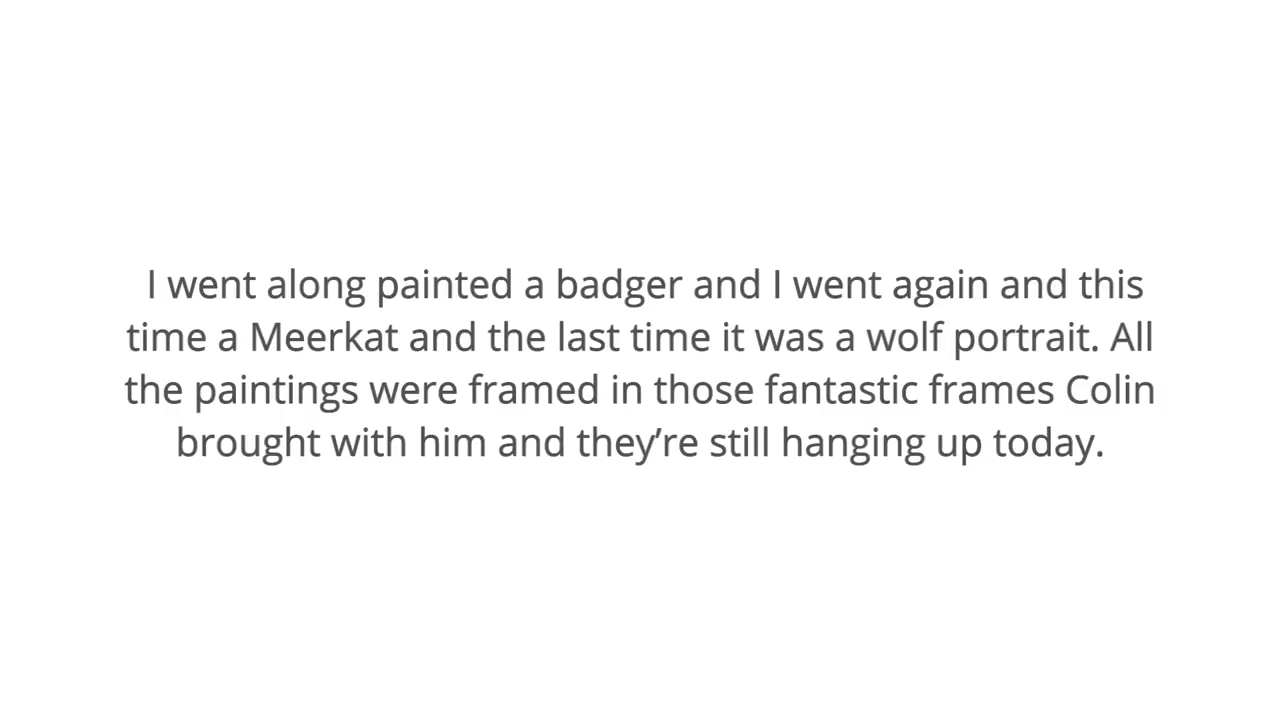 I went along painted a badger and I went again and this
time a Meerkat and the last time it was a wolf portrait. All
the paintings were framed in those fantastic frames Colin
brought with him and they’re still hanging up today.